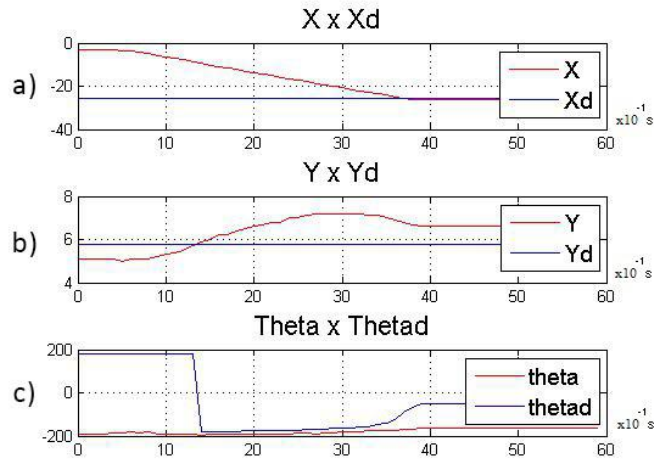 X x Xd
a)
0
-20
-40
0 10 20 30 40 50 60
X
Xd
x10⁻¹ s
Y x Yd
b)
8
6
4
0 10 20 30 40 50 60
Y
Yd
x10⁻¹ s
Theta x Thetad
c)
200
0
-200
0 10 20 30 40 50 60
theta
thetad
x10⁻¹ s